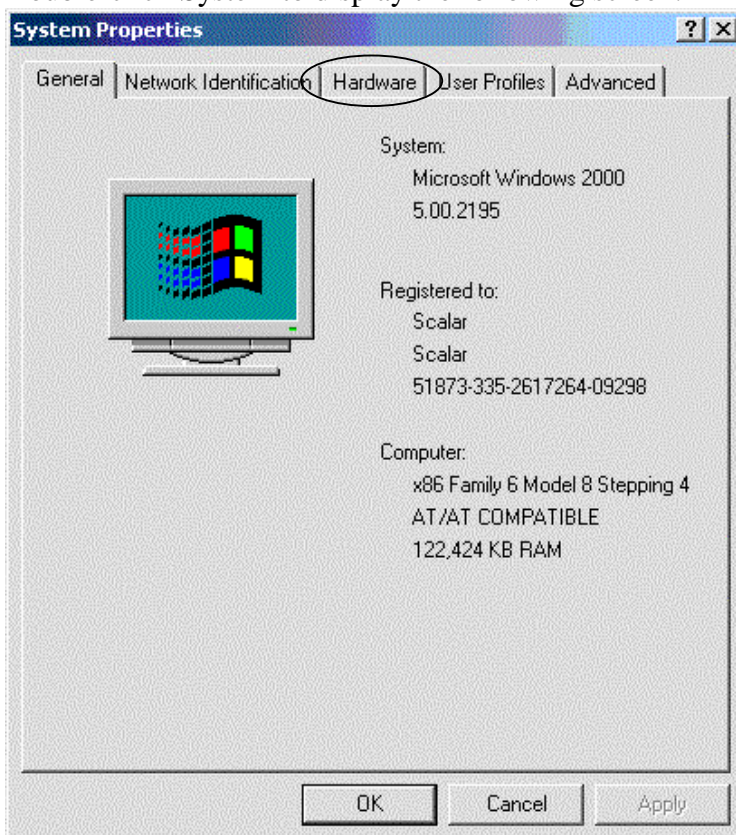 System Properties
General Network Identification Hardware User Profiles Advanced
System:
Microsoft Windows 2000
5.00.2195
Registered to:
Scalar
Scalar
51873-335-2617264-09298
Computer:
x86 Family 6 Model 8 Stepping 4
AT/AT COMPATIBLE
122,424 KB RAM
OK Cancel Apply